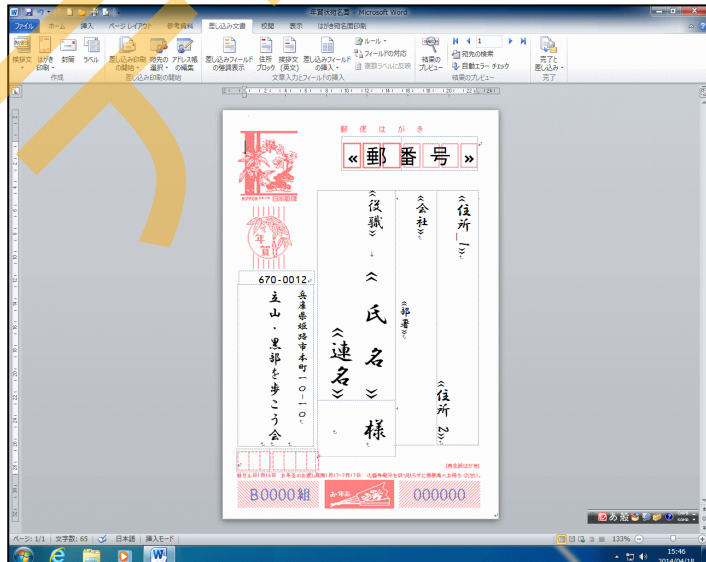 年賀状宛名面 - Microsoft Word
ファイル ホーム 挿入 ページ レイアウト 参考資料 差し込み文書 校閲 表示 はがき宛名面印刷
挨拶文 はがき印刷 封筒 ラベル 差し込み印刷の開始 宛先の選択 アドレス帳の編集 差し込みフィールドの強調表示 住所ブロック 挨拶文(英文) 差し込みフィールドの挿入 ルール フィールドの対応 複数ラベルに反映 結果のプレビュー 1 宛先の検索 自動エラー チェック 完了と差し込み
作成 差し込み印刷の開始 文章入力とフィールドの挿入 結果のプレビュー 完了
郵便はがき
«郵番号»
NIPPON 日本郵便
年賀
《住所_1》
《住所 2》
《会社》
《部署》
《役職》→《氏名》様
《連名》
670-0012
兵庫県姫路市本町一〇-一〇
立山・黒部を歩こう会
B0000組 お年玉 000000
あ 般
ページ: 1/1 文字数: 65 日本語 挿入モード 133%
15:46
2014/04/18